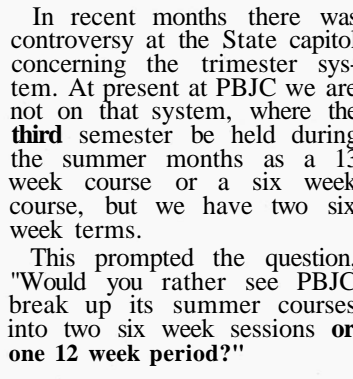 In recent months there was
controversy at the State capitol
concerning the trimester sys-
tem. At present at PBJC we are
not on that system, where the
third semester be held during
the summer months as a 13
week course or a six week
course, but we have two six
week terms.
This prompted the question,
"Would you rather see PBJC
break up its summer courses
into two six week sessions or
one 12 week period?"